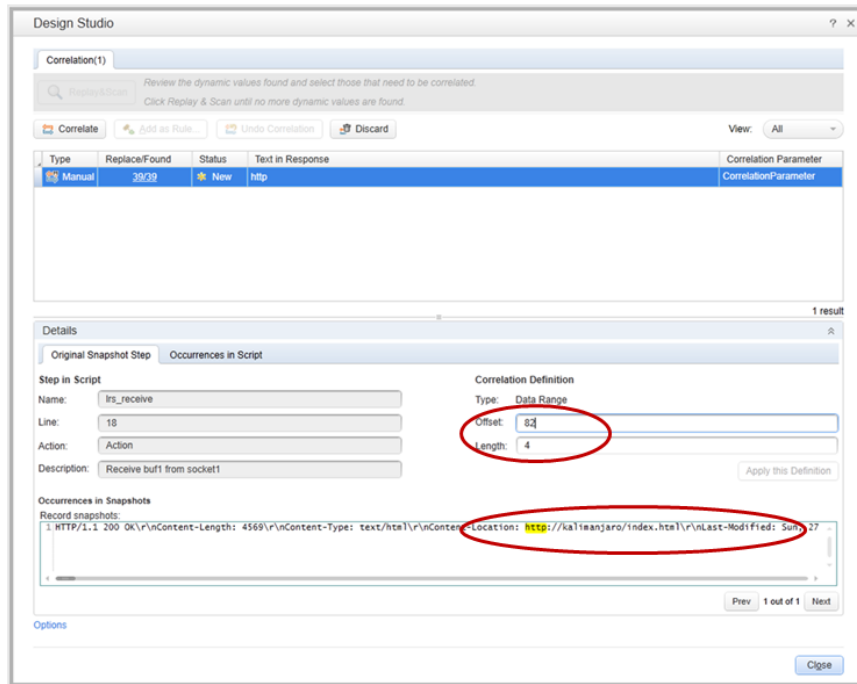 Design Studio
? ×
Correlation(1)
Replay&Scan
Review the dynamic values found and select those that need to be correlated.
Click Replay & Scan until no more dynamic values are found.
Correlate Add as Rule... Undo Correlation Discard View: All
Type Replace/Found Status Text in Response Correlation Parameter
Manual 39/39 New http CorrelationParameter
1 result
Details
Original Snapshot Step Occurrences in Script
Step in Script Correlation Definition
Name: lrs_receive Type: Data Range
Line: 18 Offset: 82
Action: Action Length: 4
Description: Receive buf1 from socket1 Apply this Definition
Occurrences in Snapshots
Record snapshots:
1 HTTP/1.1 200 OK\r\nContent-Length: 4569\r\nContent-Type: text/html\r\nContent-Location: http://kalimanjaro/index.html\r\nLast-Modified: Sun, 27
Prev 1 out of 1 Next
Options
Close